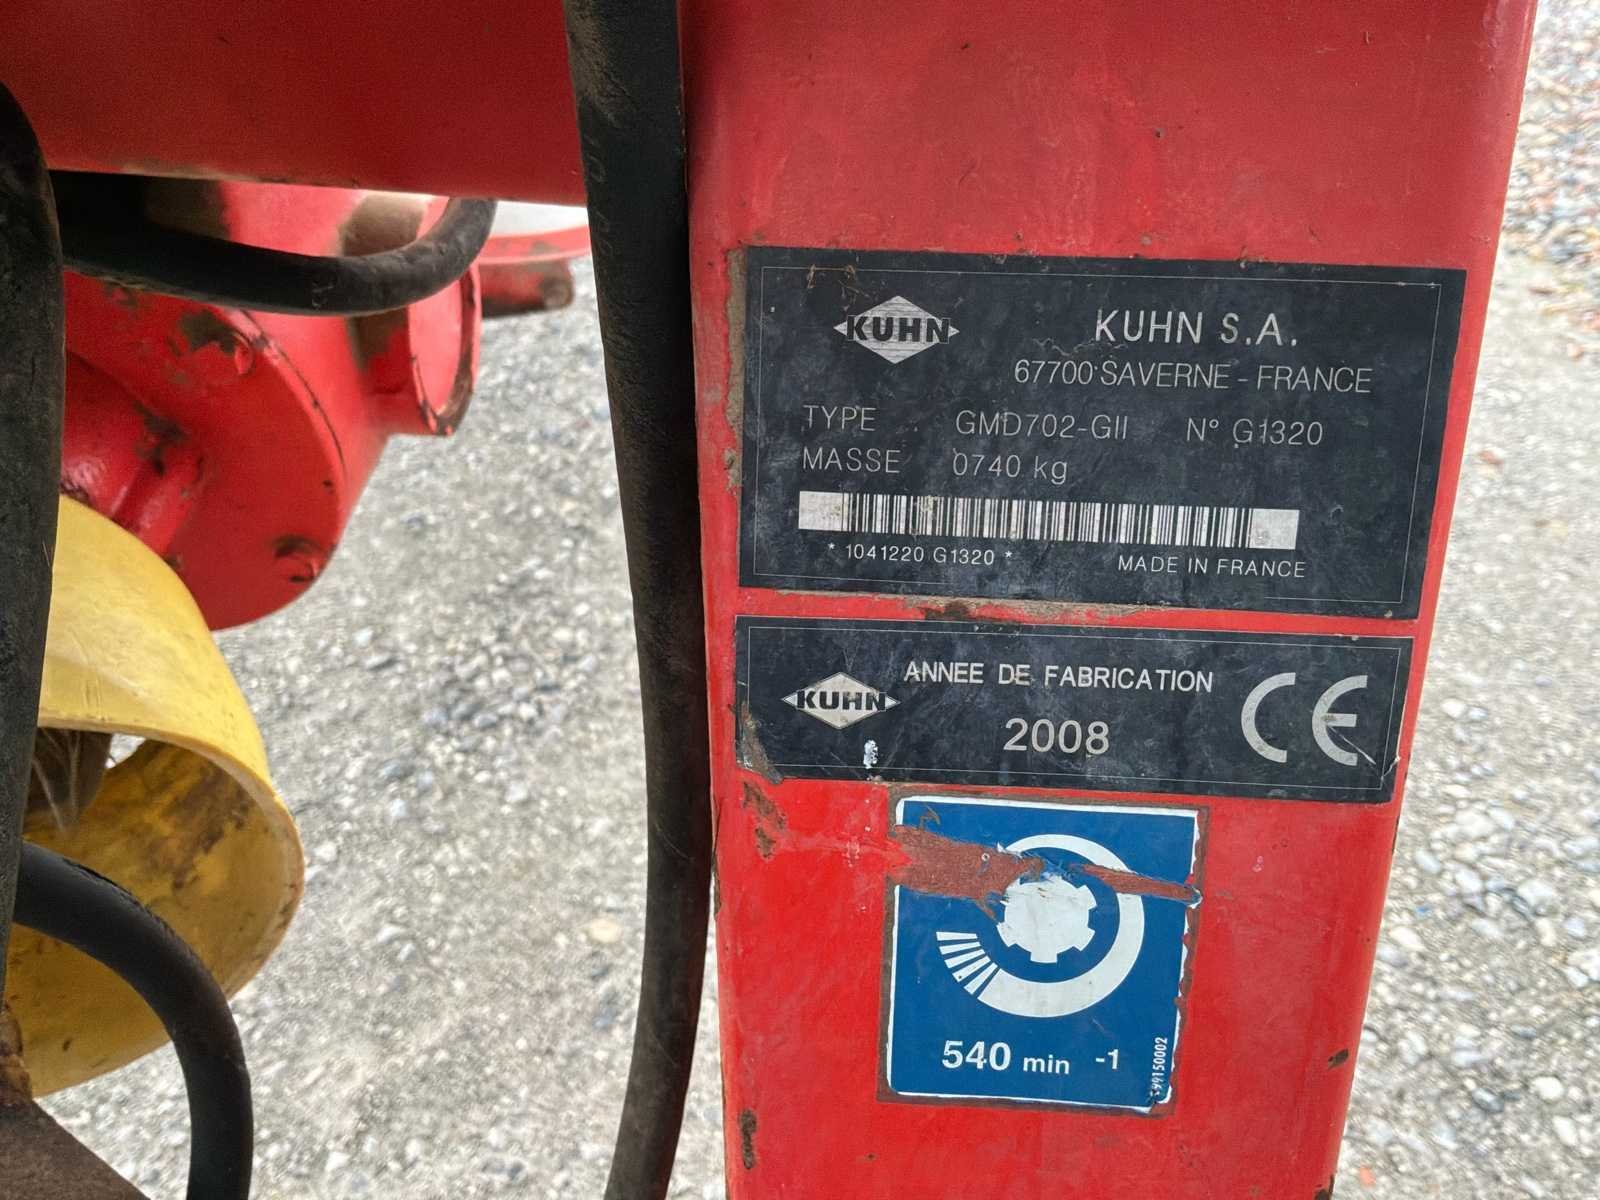 KUHN
KUHN S.A.
67700 SAVERNE - FRANCE
TYPE GMD702-GII N° G1320
MASSE 0740 kg
* 1041220 G1320 *
MADE IN FRANCE
KUHN
ANNEE DE FABRICATION
2008
CE
540 min -1
99150002